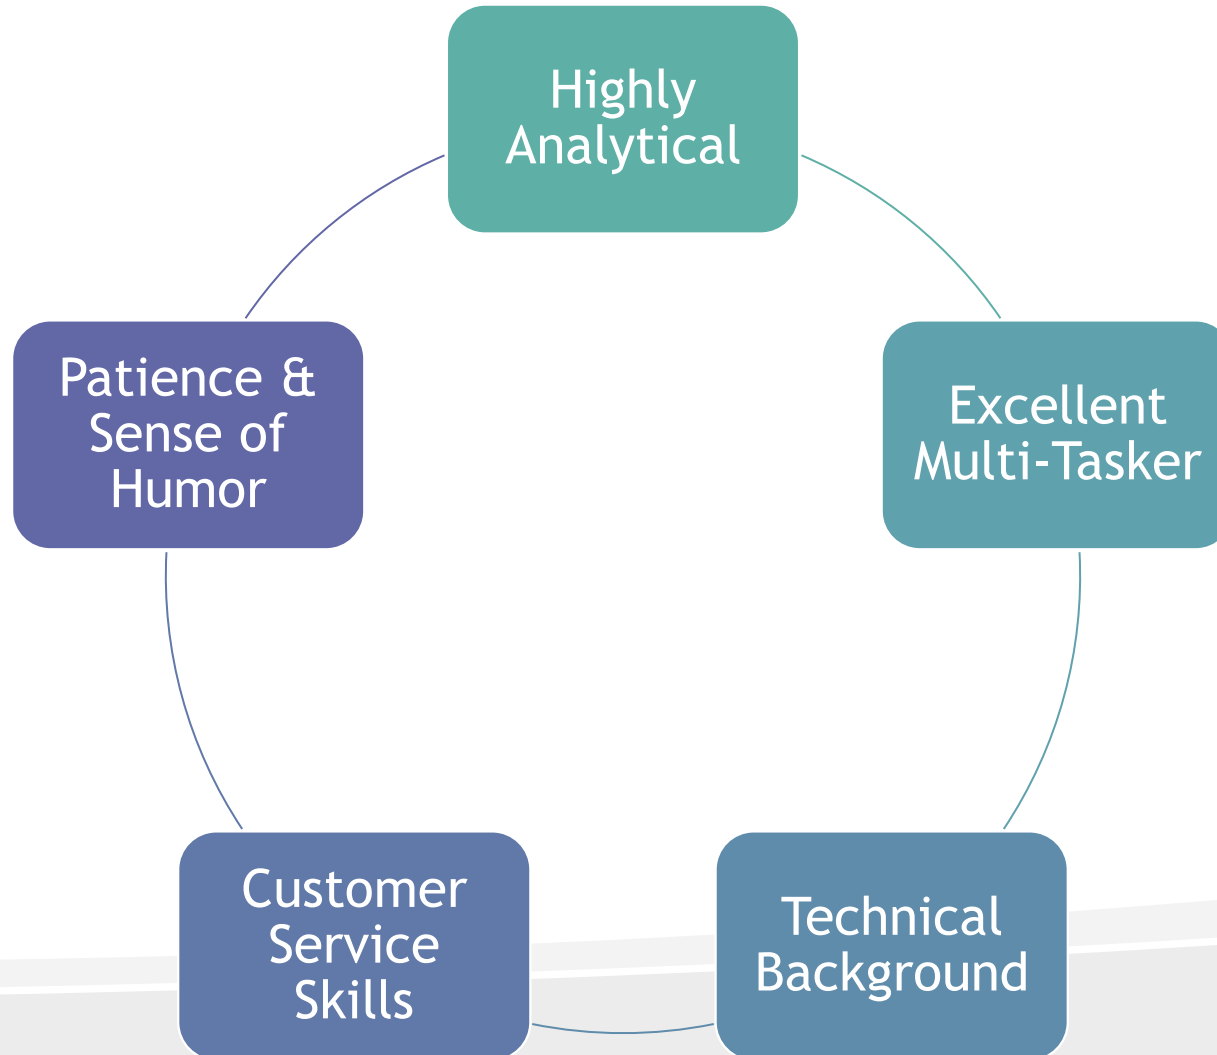 Highly
Analytical
Excellent
Multi-Tasker
Technical
Background
Customer
Service
Skills
Patience &
Sense of
Humor